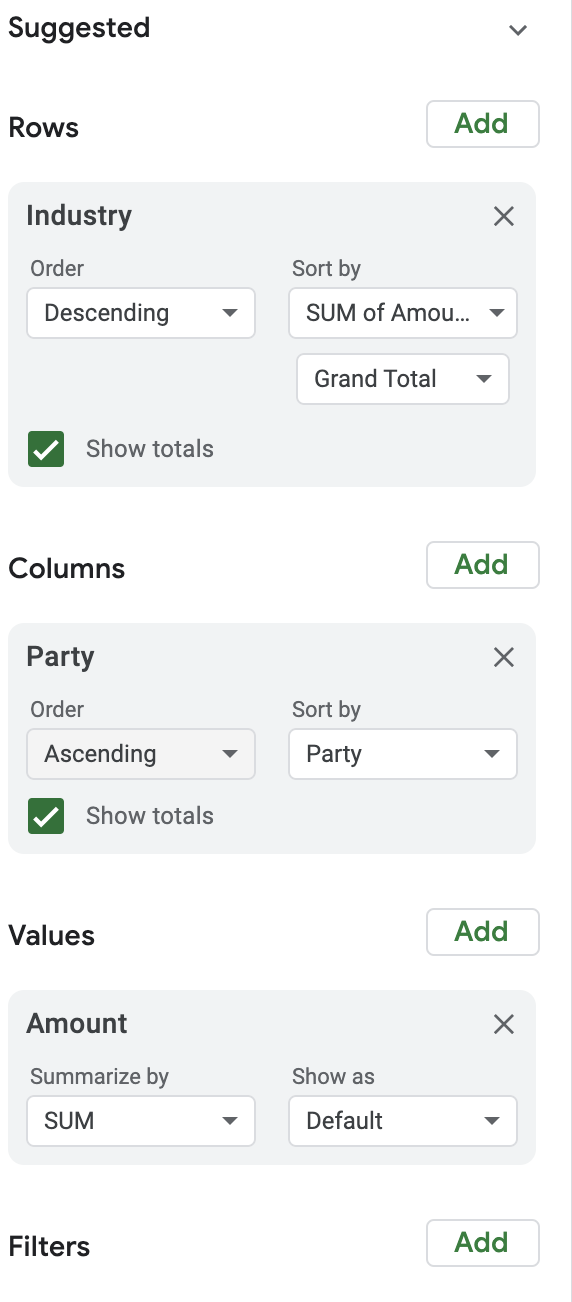 Suggested
Rows
Add
Industry
Order
Sort by
Descending
SUM of Amou...
Grand Total
Show totals
Columns
Add
Party
Order
Sort by
Ascending
Party
Show totals
Values
Add
Amount
Summarize by
Show as
SUM
Default
Filters
Add